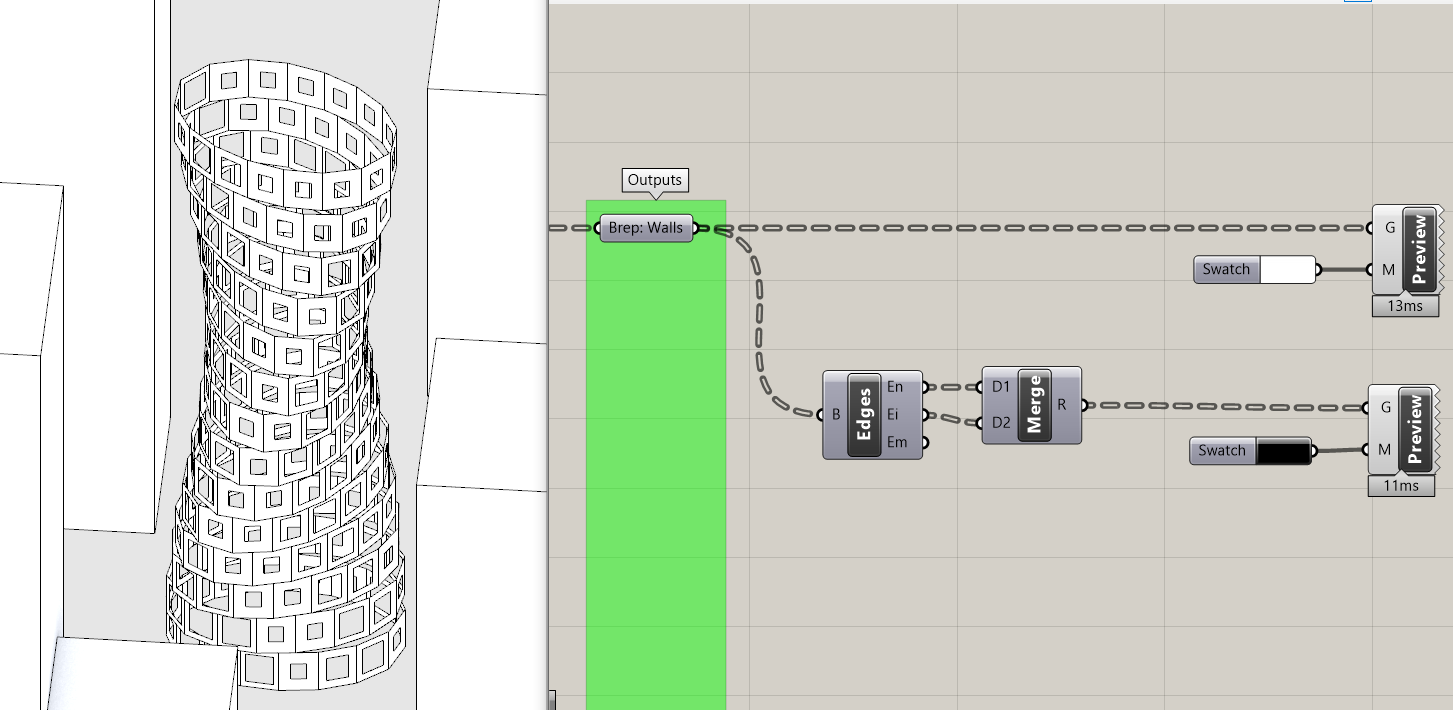 Outputs
Brep: Walls
G
Preview
Swatch
M
13ms
En
D1
B
Edges
Ei
Merge
R
D2
Em
G
Preview
Swatch
M
11ms